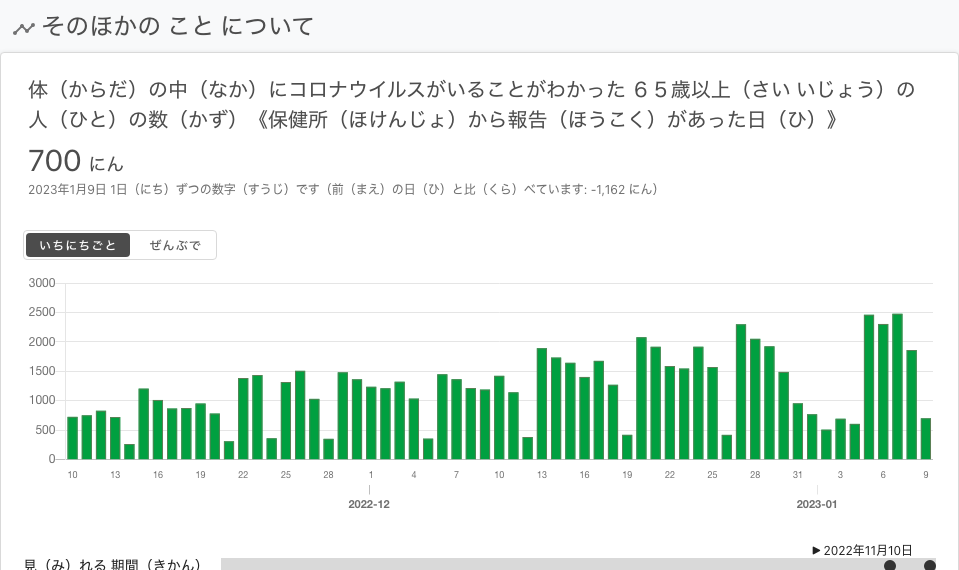 そのほかの こと について
体（からだ）の中（なか）にコロナウイルスがいることがわかった ６５歳以上（さい いじょう）の
人（ひと）の数（かず）《保健所（ほけんじょ）から報告（ほうこく）があった日（ひ）》
700 にん
2023年1月9日 1日（にち）ずつの数字（すうじ）です（前（まえ）の日（ひ）と比（くら）べています: -1,162 にん）
いちにちごと ぜんぶで
3000
2500
2000
1500
1000
500
0
10 13 16 19 22 25 28 1 4 7 10 13 16 19 22 25 28 31 3 6 9
2022-12 2023-01
▶ 2022年11月10日
見（み）れる 期間（きかん）